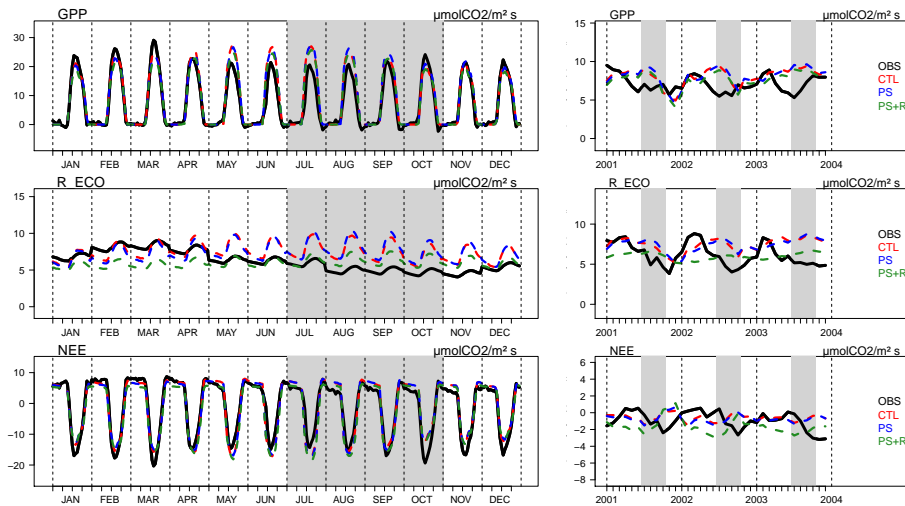 GPP µmolCO2/m² s
0 10 20 30
JAN FEB MAR APR MAY JUN JUL AUG SEP OCT NOV DEC
R_ECO µmolCO2/m² s
0 5 10 15
JAN FEB MAR APR MAY JUN JUL AUG SEP OCT NOV DEC
NEE µmolCO2/m² s
-20 -10 0 10
JAN FEB MAR APR MAY JUN JUL AUG SEP OCT NOV DEC
GPP µmolCO2/m² s
0 5 10 15
2001 2002 2003 2004
OBS
CTL
PS
PS+R
R_ECO µmolCO2/m² s
0 5 10
2001 2002 2003 2004
OBS
CTL
PS
PS+R
NEE µmolCO2/m² s
-8 -6 -4 -2 0 2 4 6
2001 2002 2003 2004
OBS
CTL
PS
PS+R